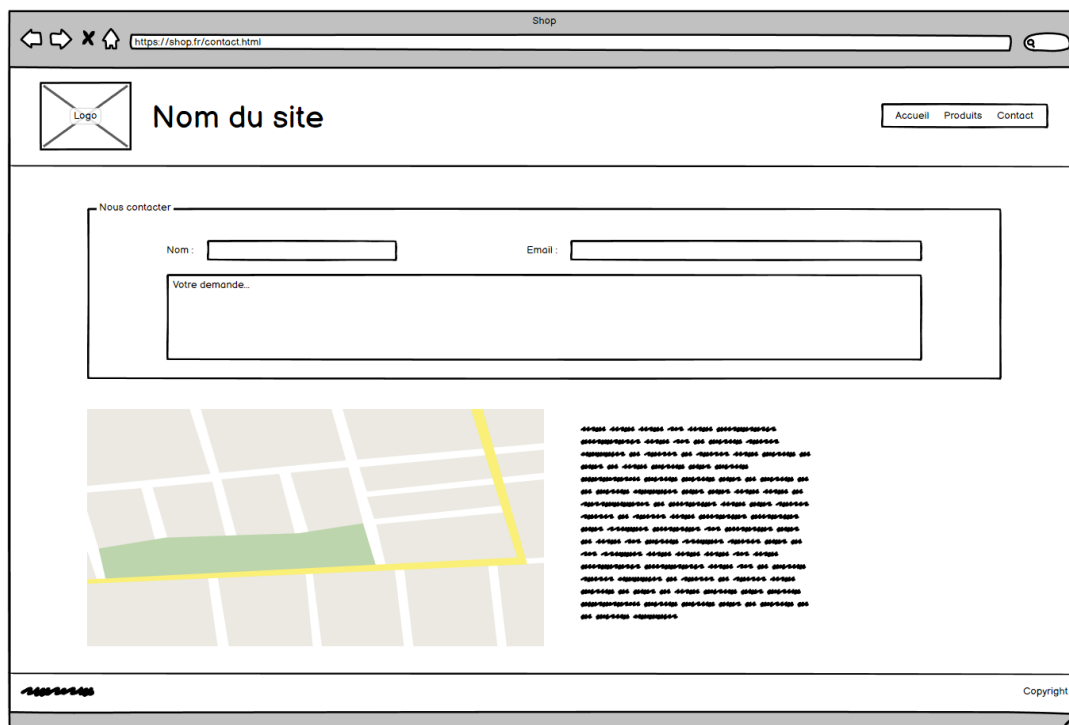 Shop
https://shop.fr/contact.html
Logo
Nom du site
Accueil Produits Contact
Nous contacter
Nom :
Email :
Votre demande...
Copyright